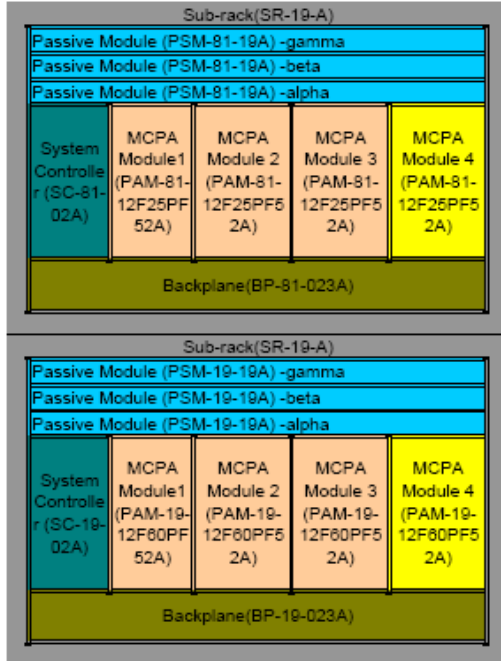 Sub-rack(SR-19-A)
Passive Module (PSM-81-19A) -gamma
Passive Module (PSM-81-19A) -beta
Passive Module (PSM-81-19A) -alpha
System
Controlle
r (SC-81-
02A)
MCPA
Module1
(PAM-81-
12F25PF
52A)
MCPA
Module 2
(PAM-81-
12F25PF5
2A)
MCPA
Module 3
(PAM-81-
12F25PF5
2A)
MCPA
Module 4
(PAM-81-
12F25PF5
2A)
Backplane(BP-81-023A)
Sub-rack(SR-19-A)
Passive Module (PSM-19-19A) -gamma
Passive Module (PSM-19-19A) -beta
Passive Module (PSM-19-19A) -alpha
System
Controlle
r (SC-19-
02A)
MCPA
Module1
(PAM-19-
12F60PF
52A)
MCPA
Module 2
(PAM-19-
12F60PF5
2A)
MCPA
Module 3
(PAM-19-
12F60PF5
2A)
MCPA
Module 4
(PAM-19-
12F60PF5
2A)
Backplane(BP-19-023A)